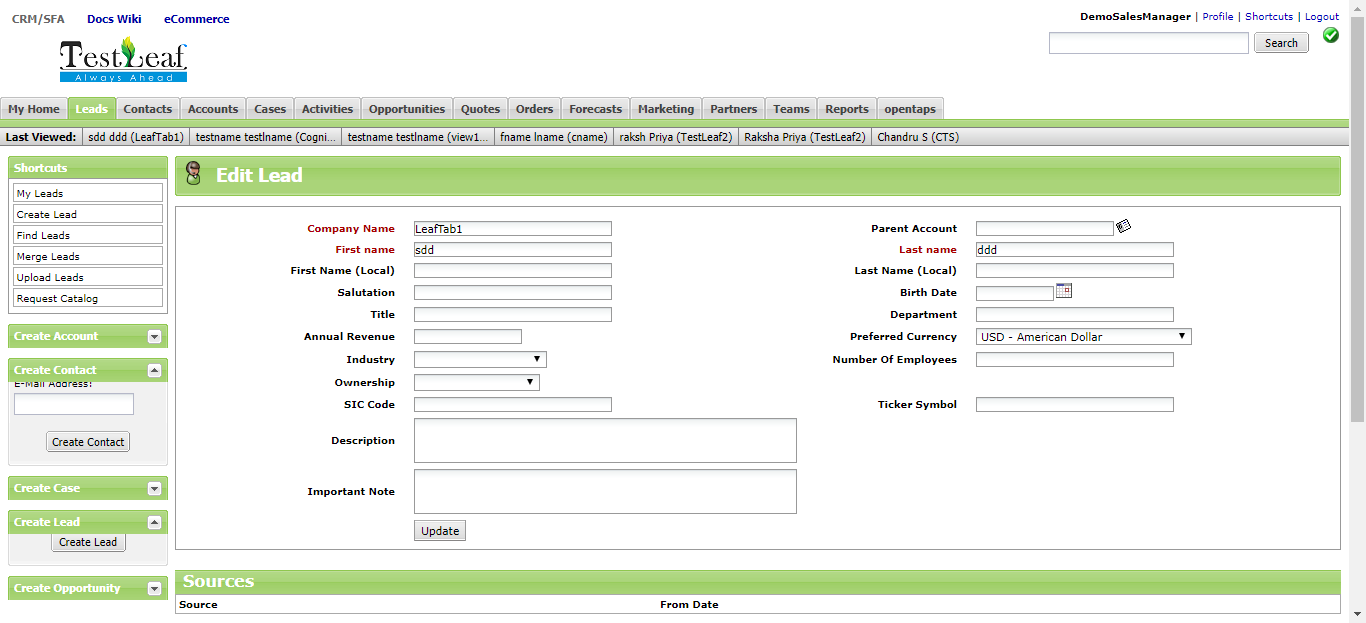 CRM/SFA Docs Wiki eCommerce
DemoSalesManager | Profile | Shortcuts | Logout
Search
TestLeaf
Always Ahead
My Home Leads Contacts Accounts Cases Activities Opportunities Quotes Orders Forecasts Marketing Partners Teams Reports opentaps
Last Viewed: sdd ddd (LeafTab1) testname testlname (Cogni... testname testlname (view1... fname lname (cname) raksh Priya (TestLeaf2) Raksha Priya (TestLeaf2) Chandru S (CTS)
Shortcuts
My Leads
Create Lead
Find Leads
Merge Leads
Upload Leads
Request Catalog
Create Account
Create Contact
E-Mail Address:
Create Contact
Create Case
Create Lead
Create Lead
Create Opportunity
Edit Lead
Company Name LeafTab1 Parent Account
First name sdd Last name ddd
First Name (Local) Last Name (Local)
Salutation Birth Date
Title Department
Annual Revenue Preferred Currency USD - American Dollar
Industry Number Of Employees
Ownership
SIC Code Ticker Symbol
Description
Important Note
Update
Sources
Source From Date